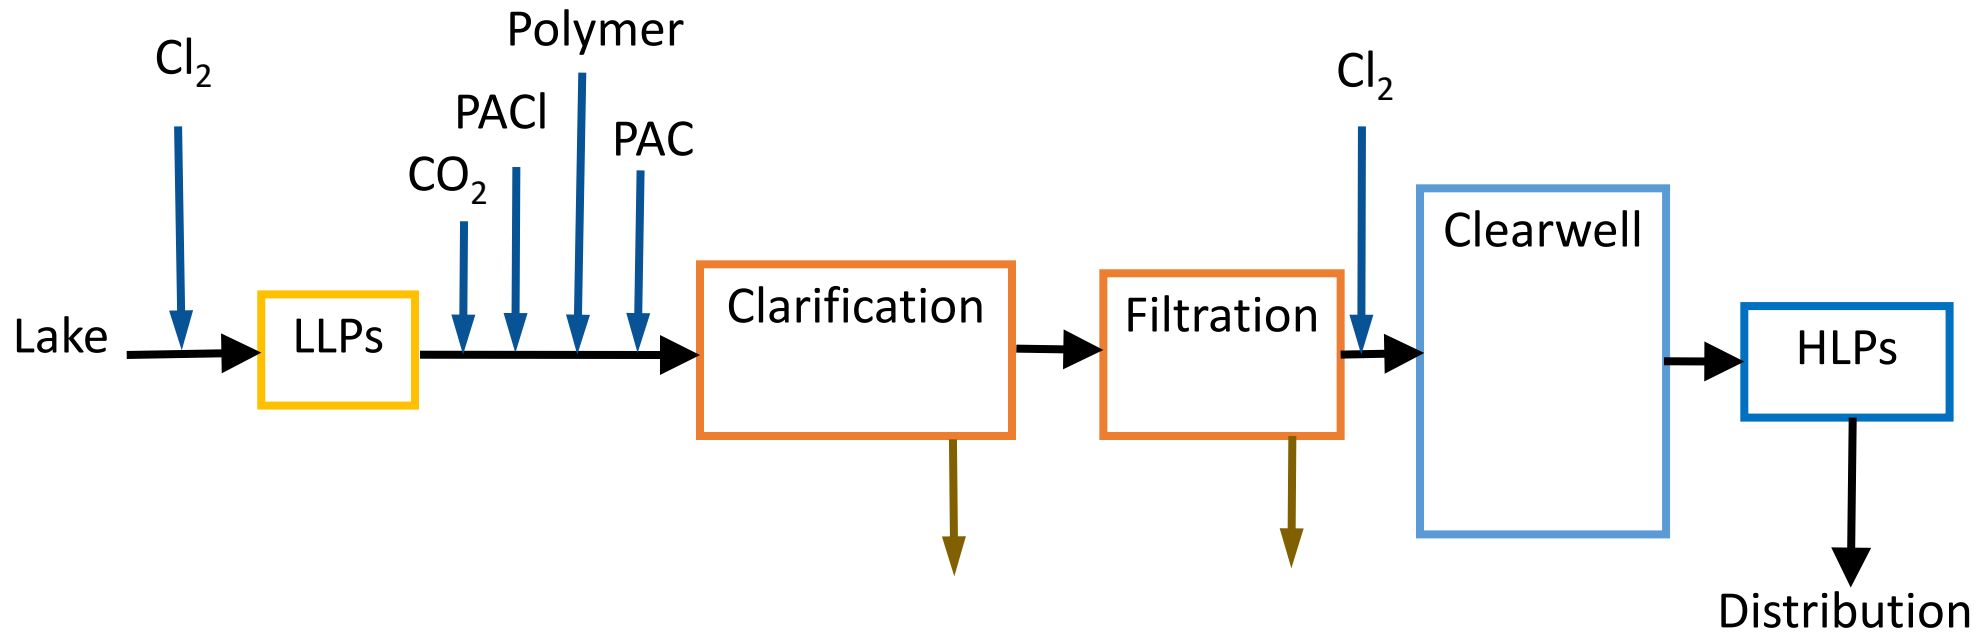 Polymer
Cl₂
Cl₂
PACl
PAC
CO₂
Clearwell
Clarification
Filtration
Lake
LLPs
HLPs
Distribution